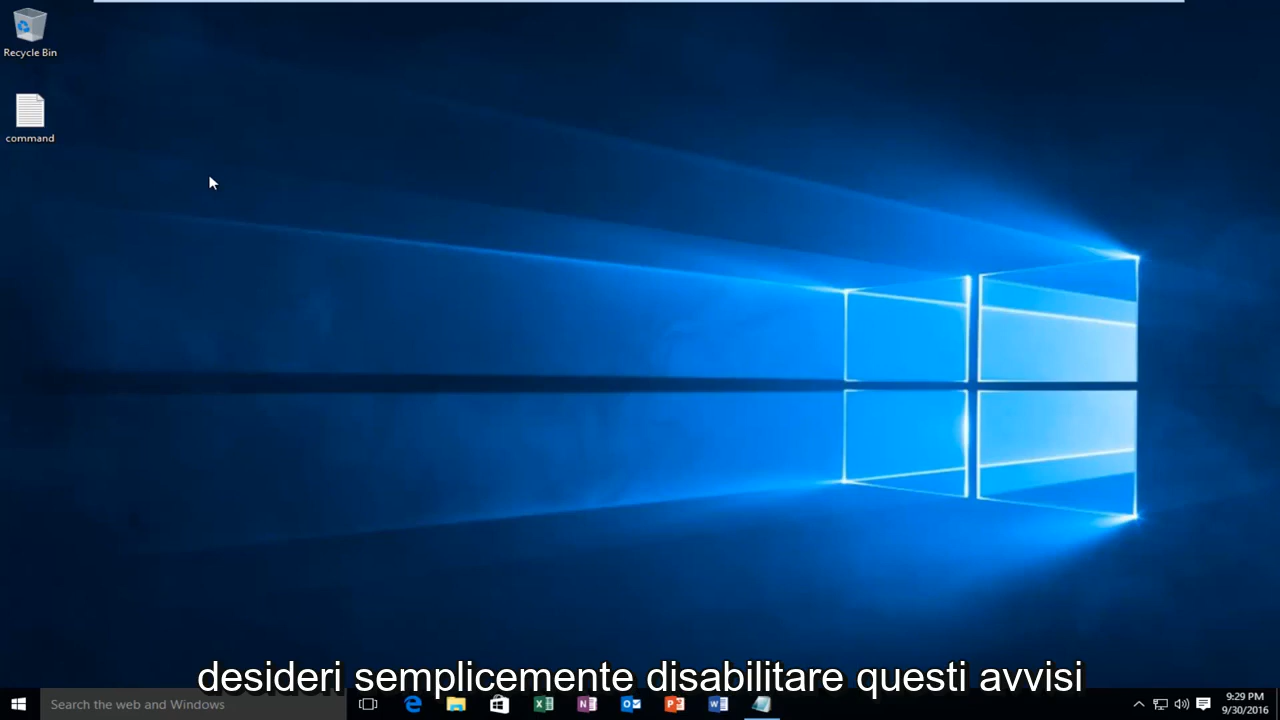 Recycle Bin
command
desideri semplicemente disabilitare questi avvisi
Search the web and Windows
9:29 PM
9/30/2016